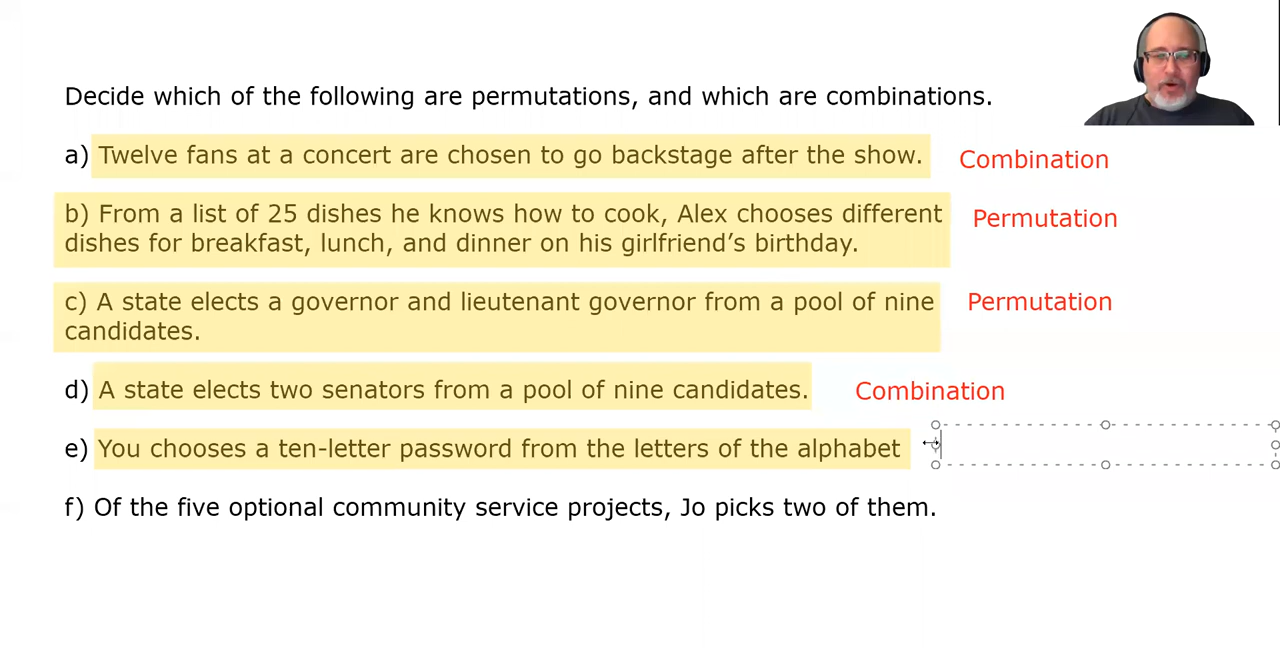 Decide which of the following are permutations, and which are combinations.
a) Twelve fans at a concert are chosen to go backstage after the show. Combination
b) From a list of 25 dishes he knows how to cook, Alex chooses different Permutation
dishes for breakfast, lunch, and dinner on his girlfriend’s birthday.
c) A state elects a governor and lieutenant governor from a pool of nine Permutation
candidates.
d) A state elects two senators from a pool of nine candidates. Combination
e) You chooses a ten-letter password from the letters of the alphabet
f) Of the five optional community service projects, Jo picks two of them.